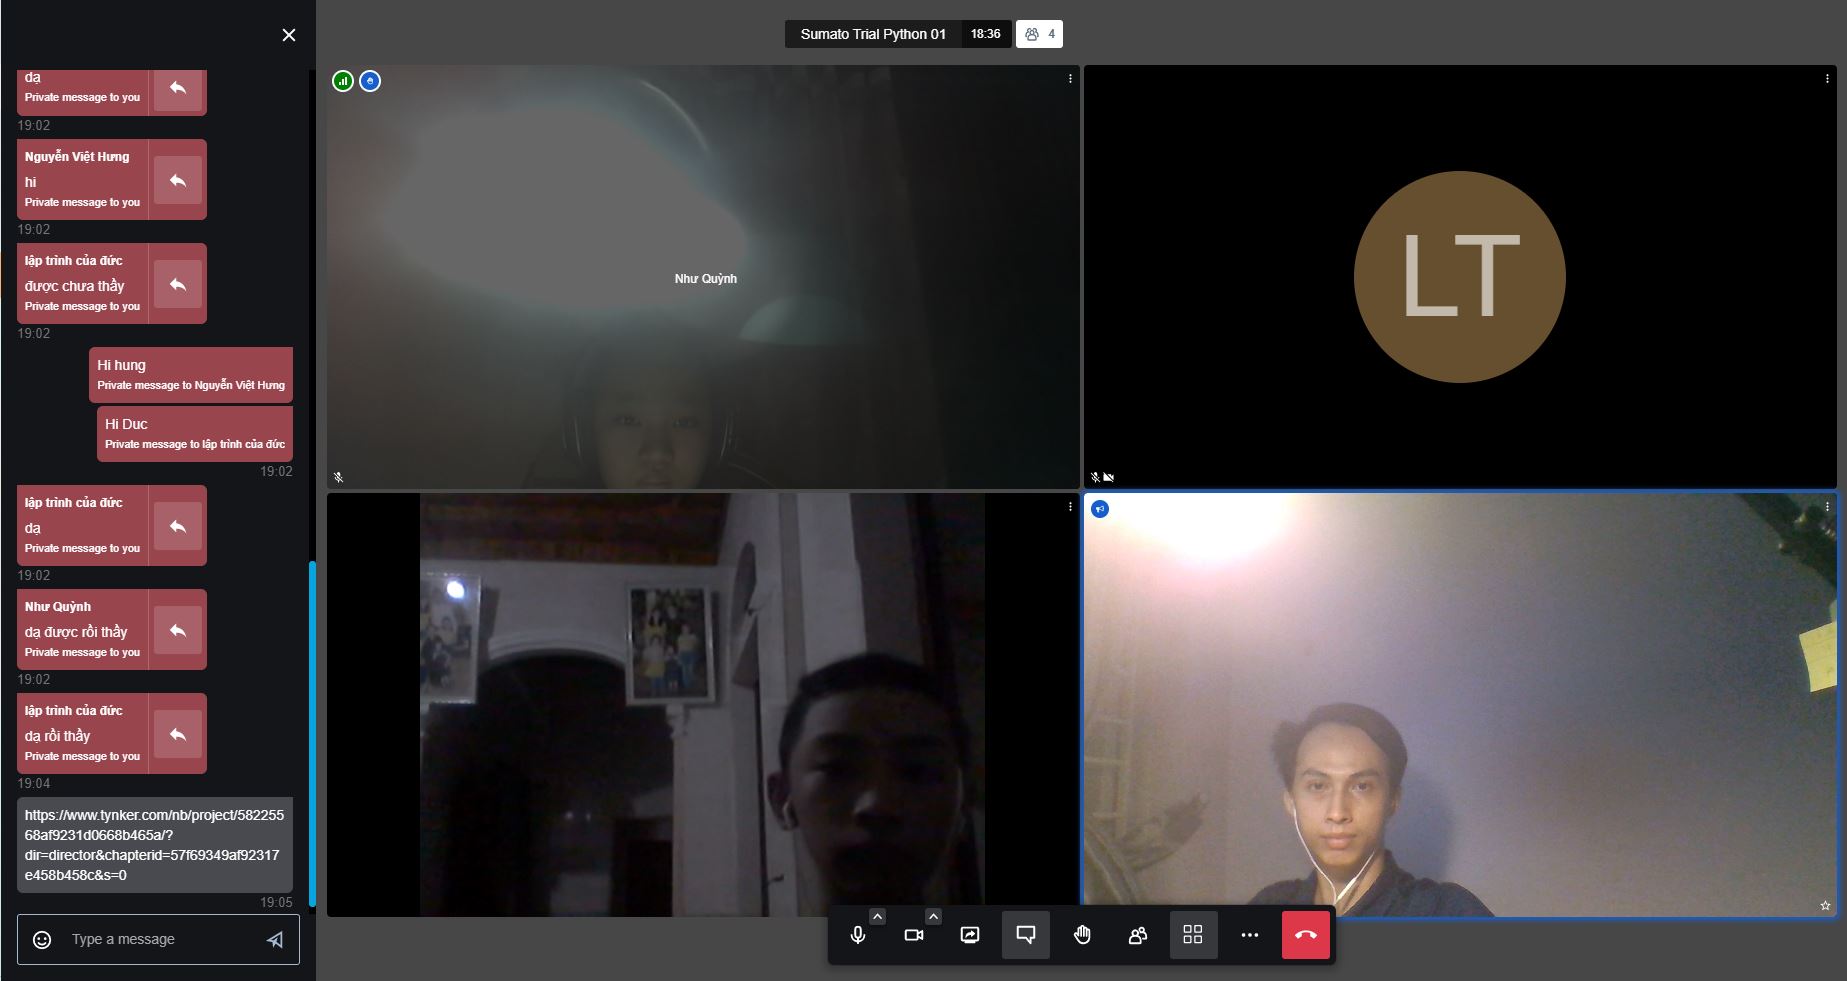 Sumato Trial Python 01
18:36
4
dạ
Private message to you
19:02
Nguyễn Việt Hưng
hi
Private message to you
19:02
lập trình của đức
được chưa thầy
Private message to you
19:02
Hi hung
Private message to Nguyễn Việt Hưng
Hi Duc
Private message to lập trình của đức
19:02
lập trình của đức
dạ
Private message to you
19:02
Như Quỳnh
dạ được rồi thầy
Private message to you
19:02
lập trình của đức
dạ rồi thầy
Private message to you
19:04
https://www.tynker.com/nb/project/582255
68af9231d0668b465a/?
dir=director&chapterid=57f69349af92317
e458b458c&s=0
19:05
Type a message
Như Quỳnh
LT